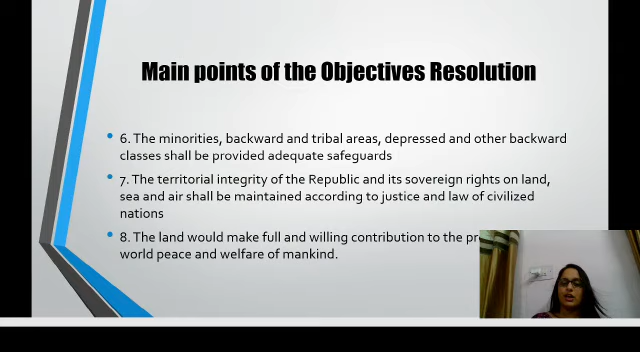 Main points of the Objectives Resolution
6. The minorities, backward and tribal areas, depressed and other backward
classes shall be provided adequate safeguards
7. The territorial integrity of the Republic and its sovereign rights on land,
sea and air shall be maintained according to justice and law of civilized
nations
8. The land would make full and willing contribution to the
world peace and welfare of mankind.